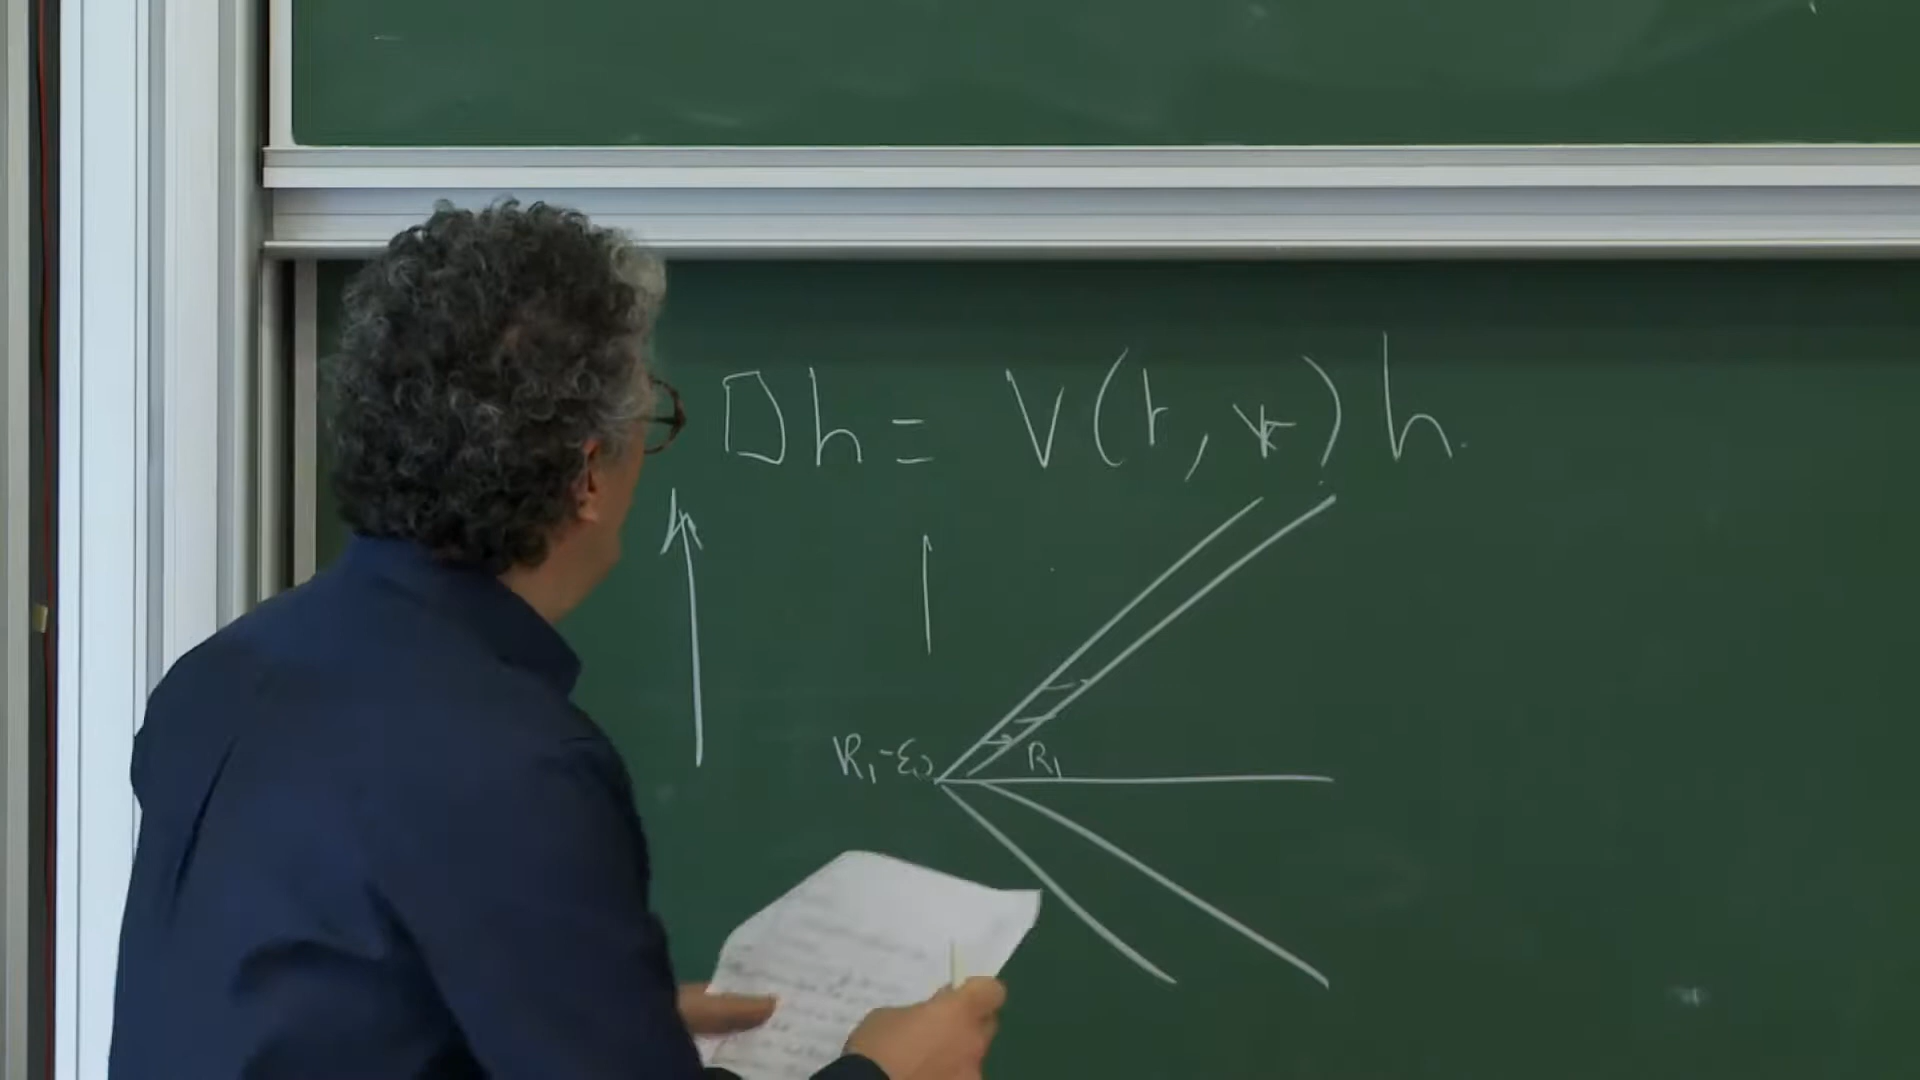 □h = V(t, x) h.
R₁-ε₀ R₁